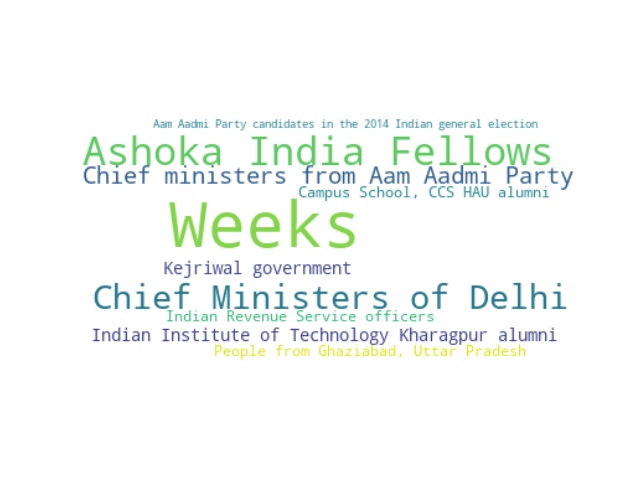 Aam Aadmi Party candidates in the 2014 Indian general election
Ashoka India Fellows
Chief ministers from Aam Aadmi Party
Campus School, CCS HAU alumni
Weeks
Kejriwal government
Chief Ministers of Delhi
Indian Revenue Service officers
Indian Institute of Technology Kharagpur alumni
People from Ghaziabad, Uttar Pradesh